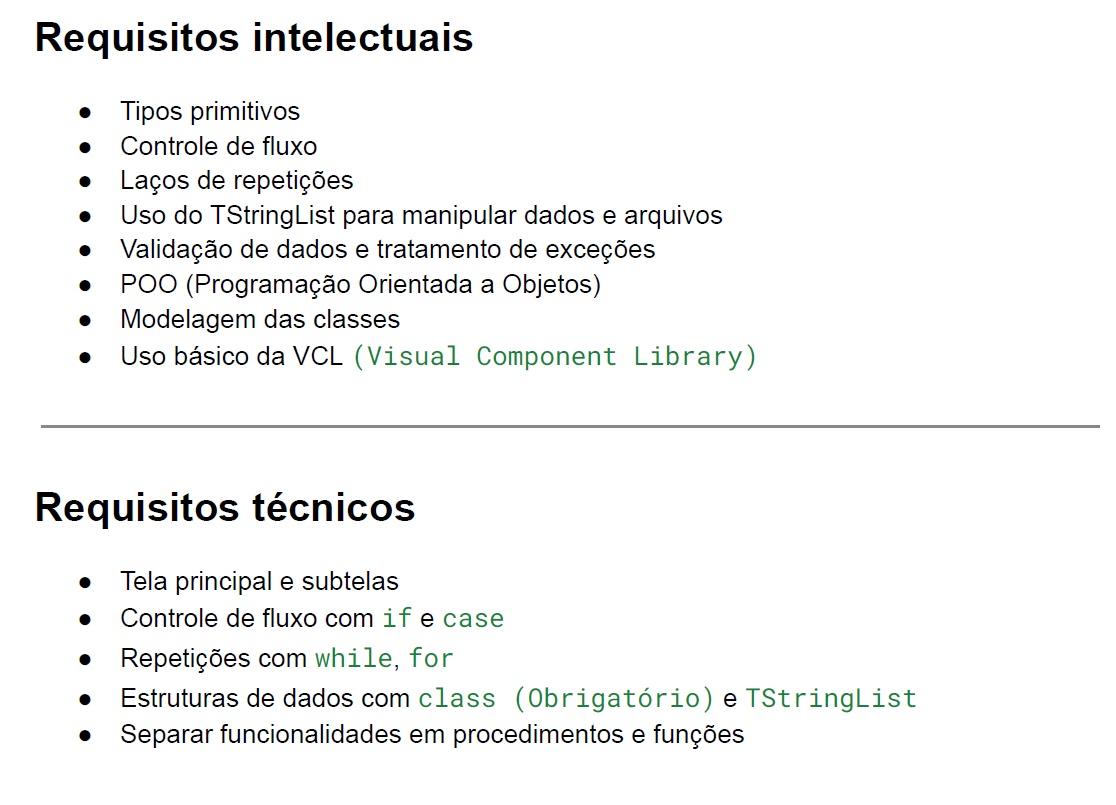 Requisitos intelectuais
● Tipos primitivos
● Controle de fluxo
● Laços de repetições
● Uso do TStringList para manipular dados e arquivos
● Validação de dados e tratamento de exceções
● POO (Programação Orientada a Objetos)
● Modelagem das classes
● Uso básico da VCL (Visual Component Library)
Requisitos técnicos
● Tela principal e subtelas
● Controle de fluxo com if e case
● Repetições com while, for
● Estruturas de dados com class (Obrigatório) e TStringList
● Separar funcionalidades em procedimentos e funções